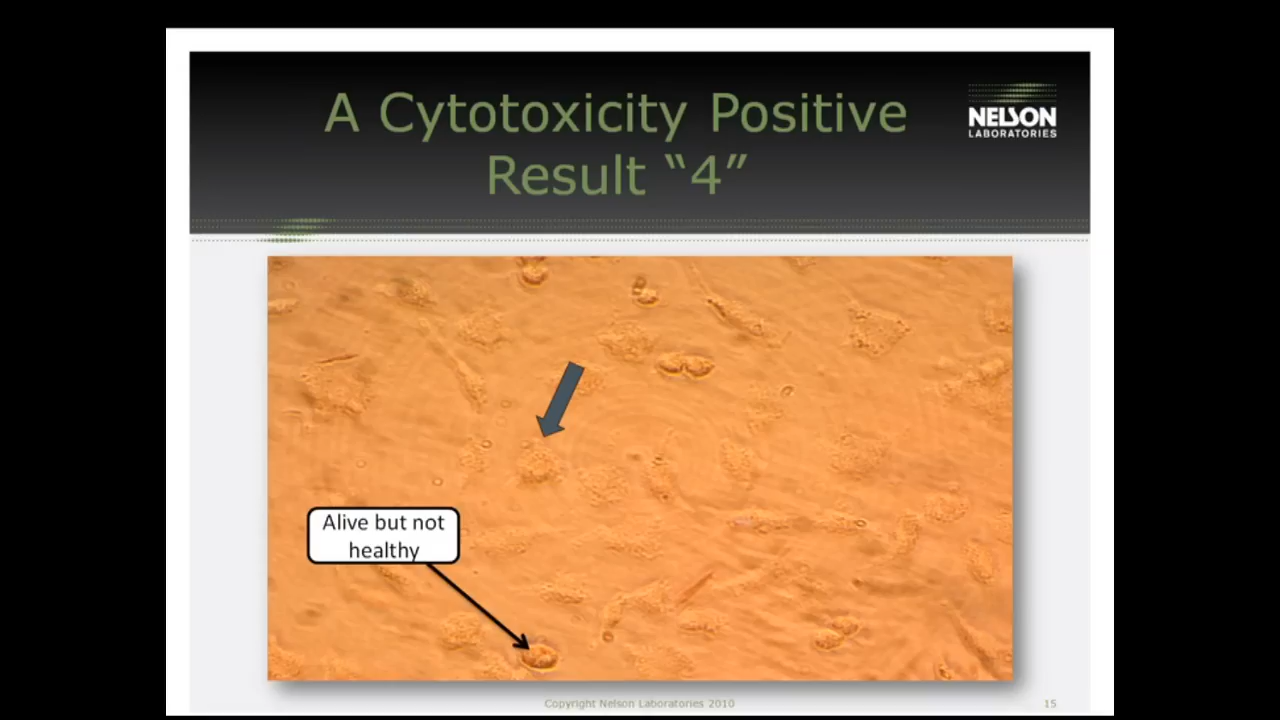 A Cytotoxicity Positive
Result “4”
NELSON
LABORATORIES
Alive but not
healthy
Copyright Nelson Laboratories 2010
15